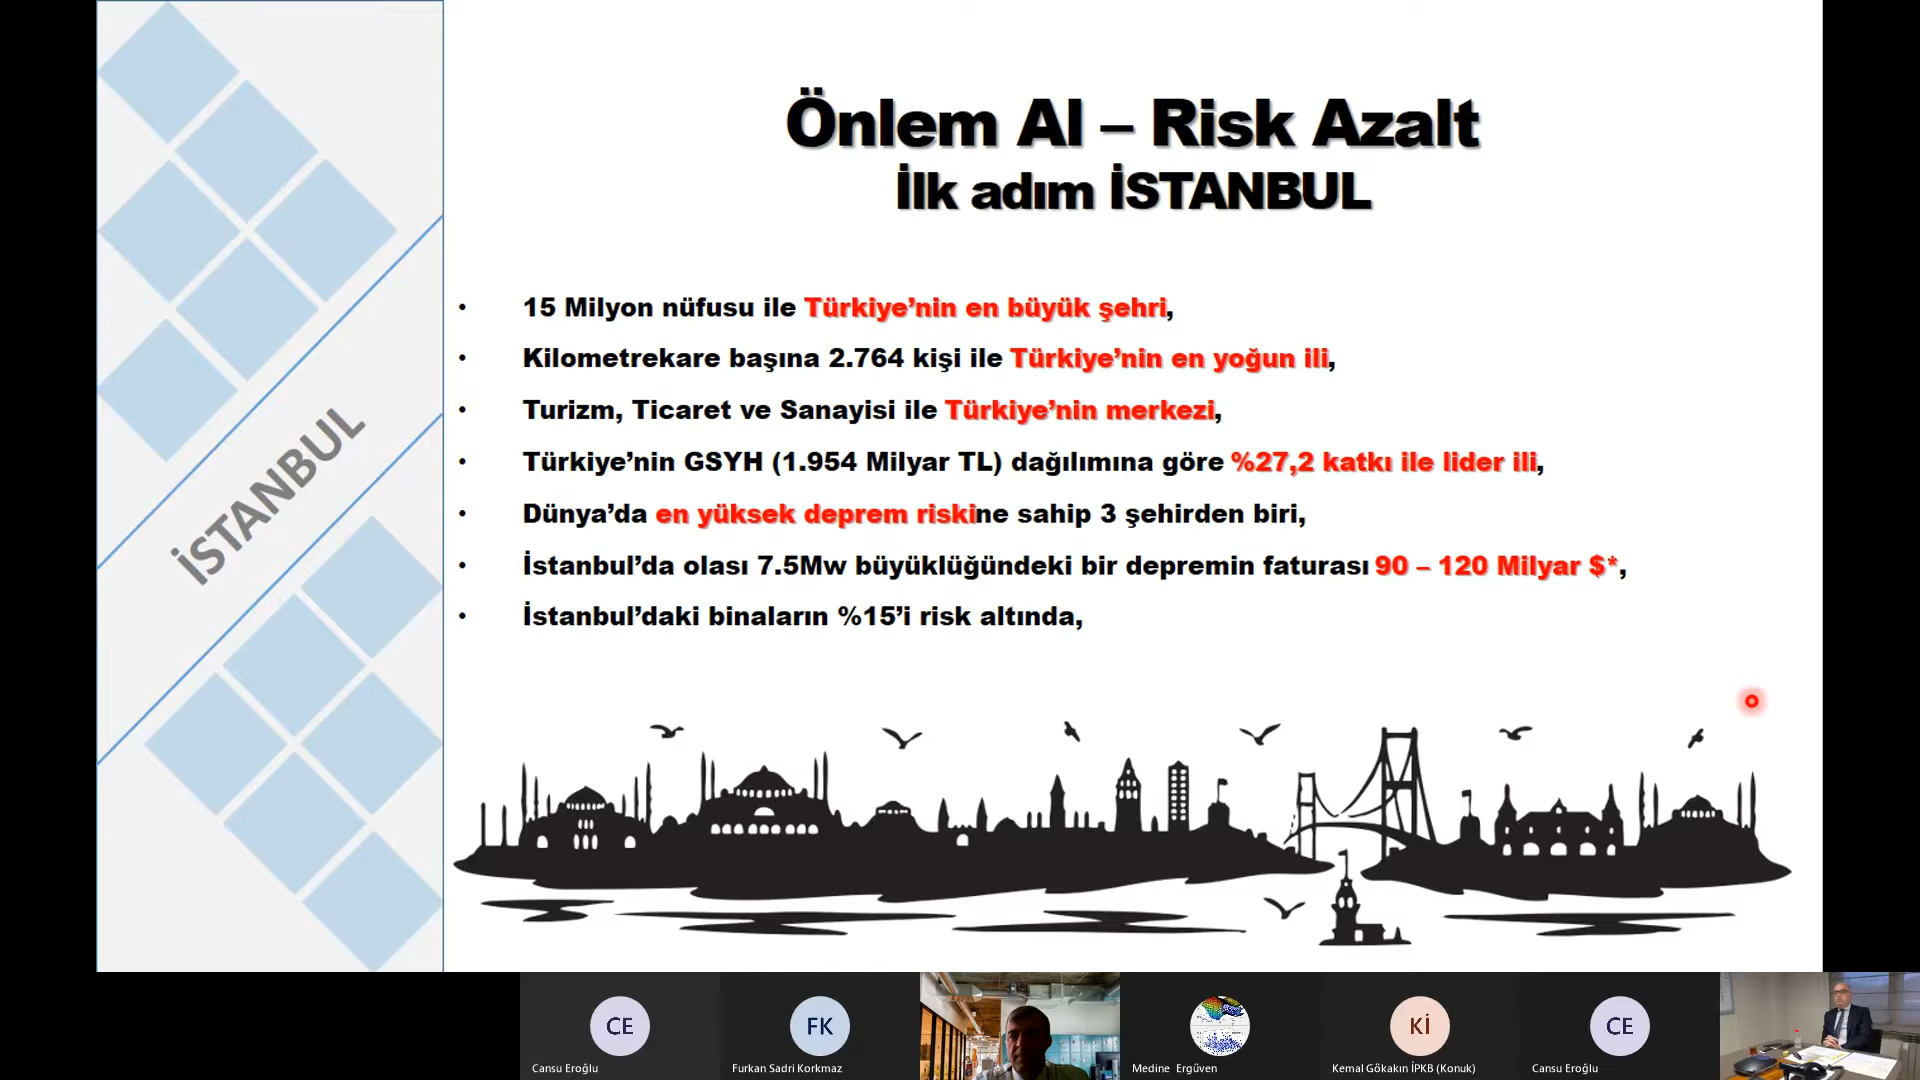 Önlem Al – Risk Azalt
İlk adım İSTANBUL
İSTANBUL
• 15 Milyon nüfusu ile Türkiye’nin en büyük şehri,
• Kilometrekare başına 2.764 kişi ile Türkiye’nin en yoğun ili,
• Turizm, Ticaret ve Sanayisi ile Türkiye’nin merkezi,
• Türkiye’nin GSYH (1.954 Milyar TL) dağılımına göre %27,2 katkı ile lider ili,
• Dünya’da en yüksek deprem riskine sahip 3 şehirden biri,
• İstanbul’da olası 7.5Mw büyüklüğündeki bir depremin faturası 90 – 120 Milyar $*,
• İstanbul’daki binaların %15’i risk altında,
CE
Cansu Eroğlu
FK
Furkan Sadri Korkmaz
Medine Ergüven
Kİ
Kemal Gökakın İPKB (Konuk)
CE
Cansu Eroğlu